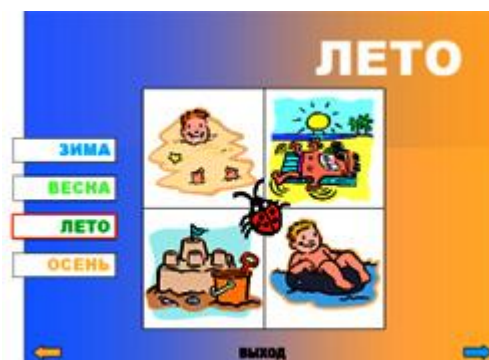 ЛЕТО
ЗИМА
ВЕСНА
ЛЕТО
ОСЕНЬ
ВЫХОД